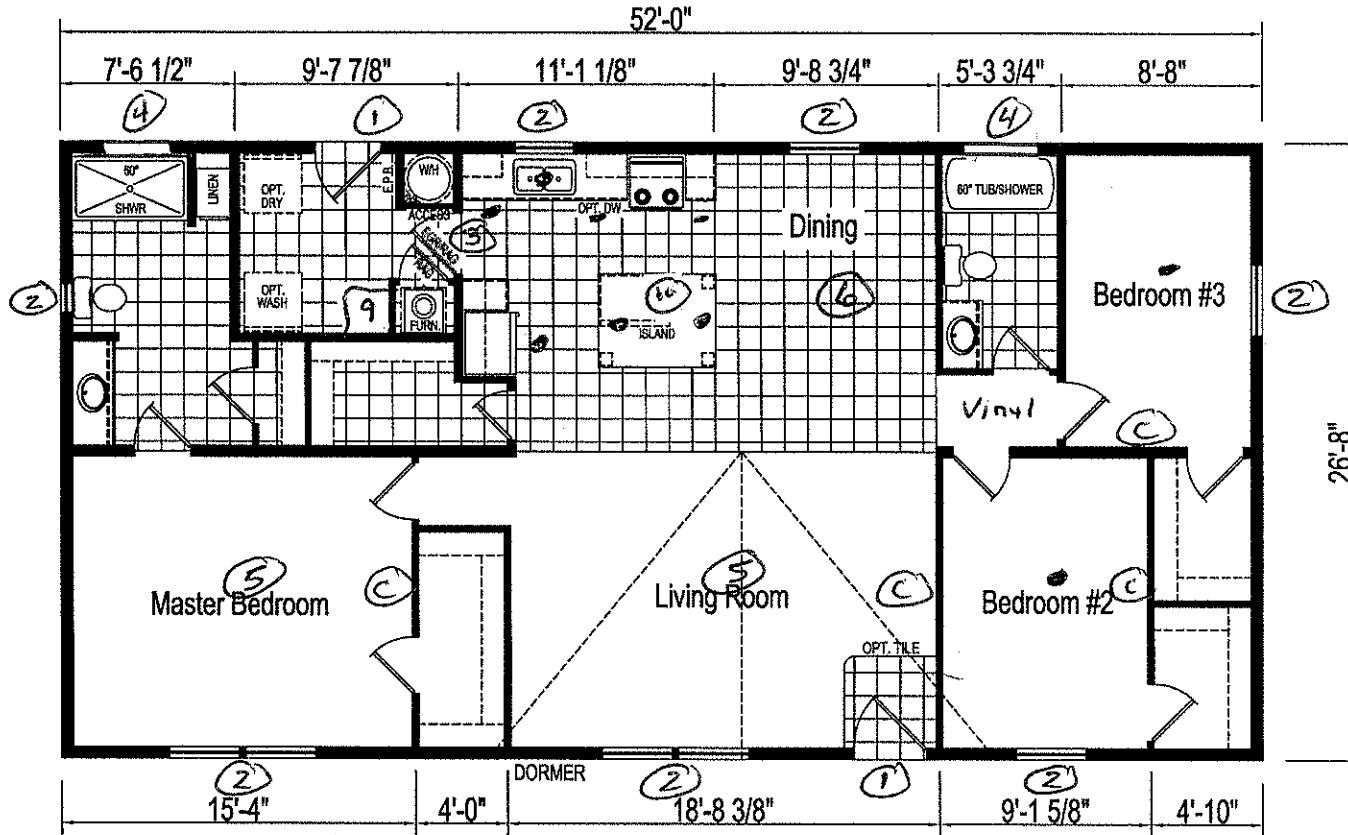 52'-0"
7'-6 1/2" 9'-7 7/8" 11'-1 1/8" 9'-8 3/4" 5'-3 3/4" 8'-8"
4 1 2 2 4
60"
SHWR
LINEN
OPT.
DRY
E.P.B.
W/H
ACCESS
3
OPT. DW
60" TUB/SHOWER
Dining
2
OPT.
WASH
9
FURN.
ISLAND
6
Bedroom #3
2
Vinyl
C
26'-8"
5
Master Bedroom
C
5
Living Room
C
Bedroom #2
C
OPT. TILE
2
DORMER
2
1
2
15'-4" 4'-0" 18'-8 3/8" 9'-1 5/8" 4'-10"